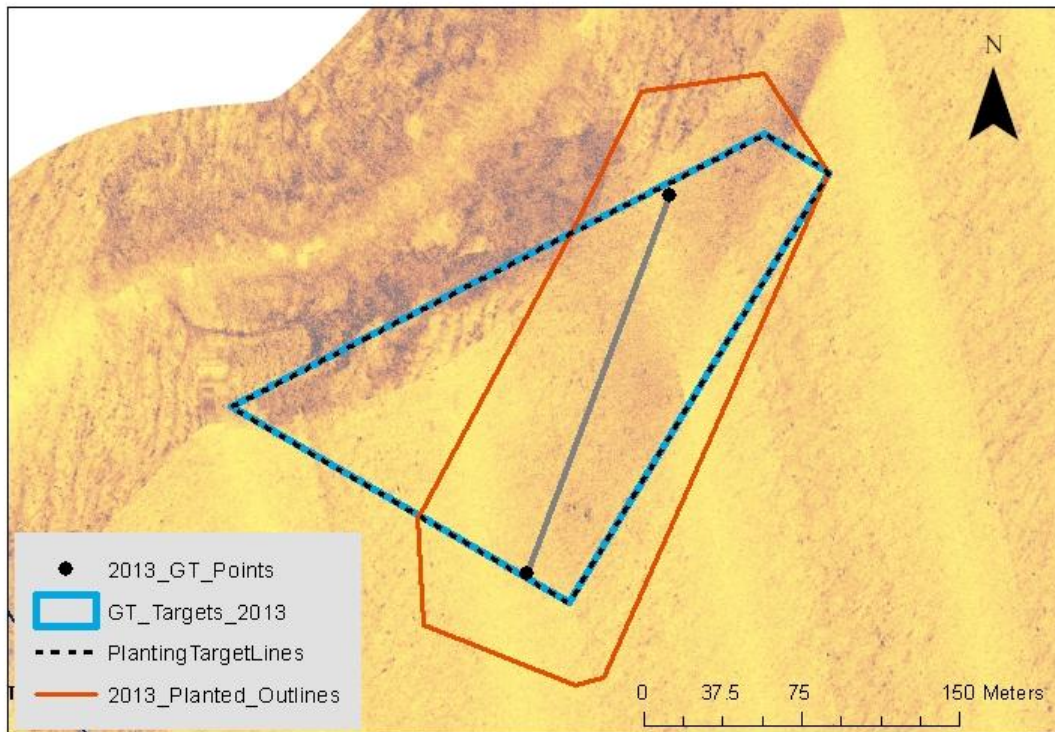 N
2013_GT_Points
GT_Targets_2013
PlantingTargetLines
2013_Planted_Outlines
0 37.5 75 150 Meters